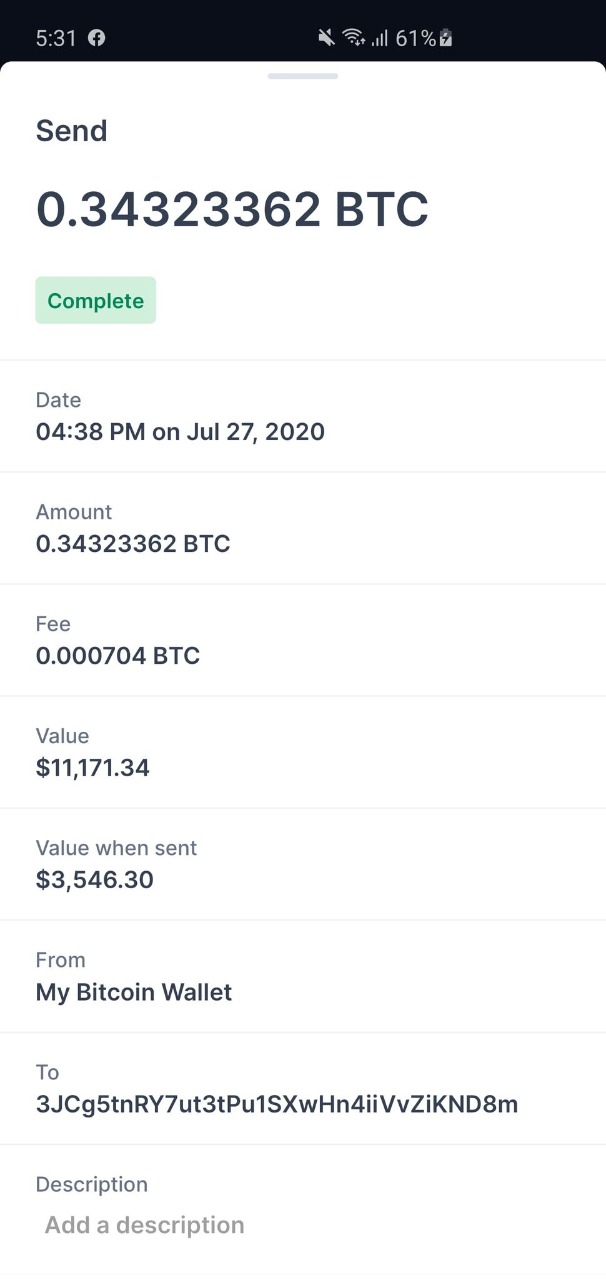 5:31 61%
Send
0.34323362 BTC
Complete
Date
04:38 PM on Jul 27, 2020
Amount
0.34323362 BTC
Fee
0.000704 BTC
Value
$11,171.34
Value when sent
$3,546.30
From
My Bitcoin Wallet
To
3JCg5tnRY7ut3tPu1SXwHn4iiVvZiKND8m
Description
Add a description